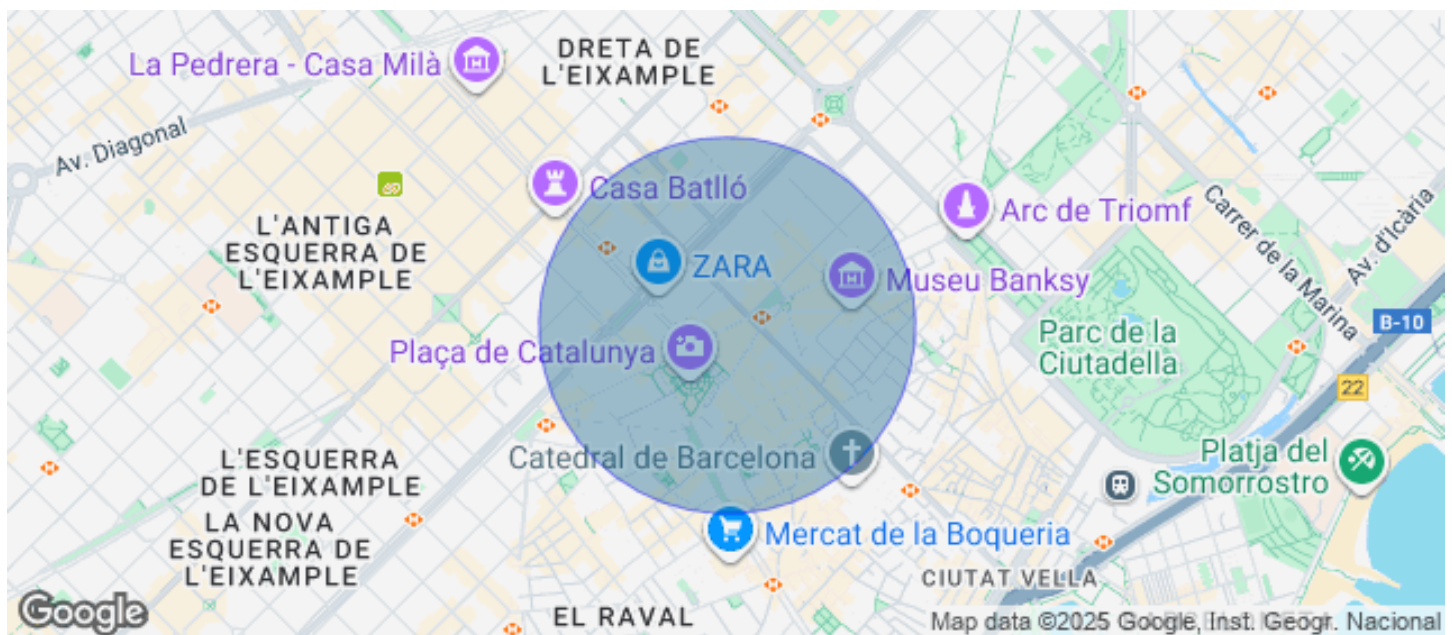 DRETA DE
L'EIXAMPLE
La Pedrera - Casa Milà
Av. Diagonal
Casa Batlló
Arc de Triomf
Carrer de la Marina
Av. d'Icària
L'ANTIGA
ESQUERRA DE
L'EIXAMPLE
ZARA
Museu Banksy
B-10
Plaça de Catalunya
Parc de la
Ciutadella
22
L'ESQUERRA
DE L'EIXAMPLE
Catedral de Barcelona
Platja del
Somorrostro
LA NOVA
ESQUERRA DE
L'EIXAMPLE
Mercat de la Boqueria
CIUTAT VELLA
EL RAVAL
Google
Map data ©2025 Google, Inst. Geogr. Nacional